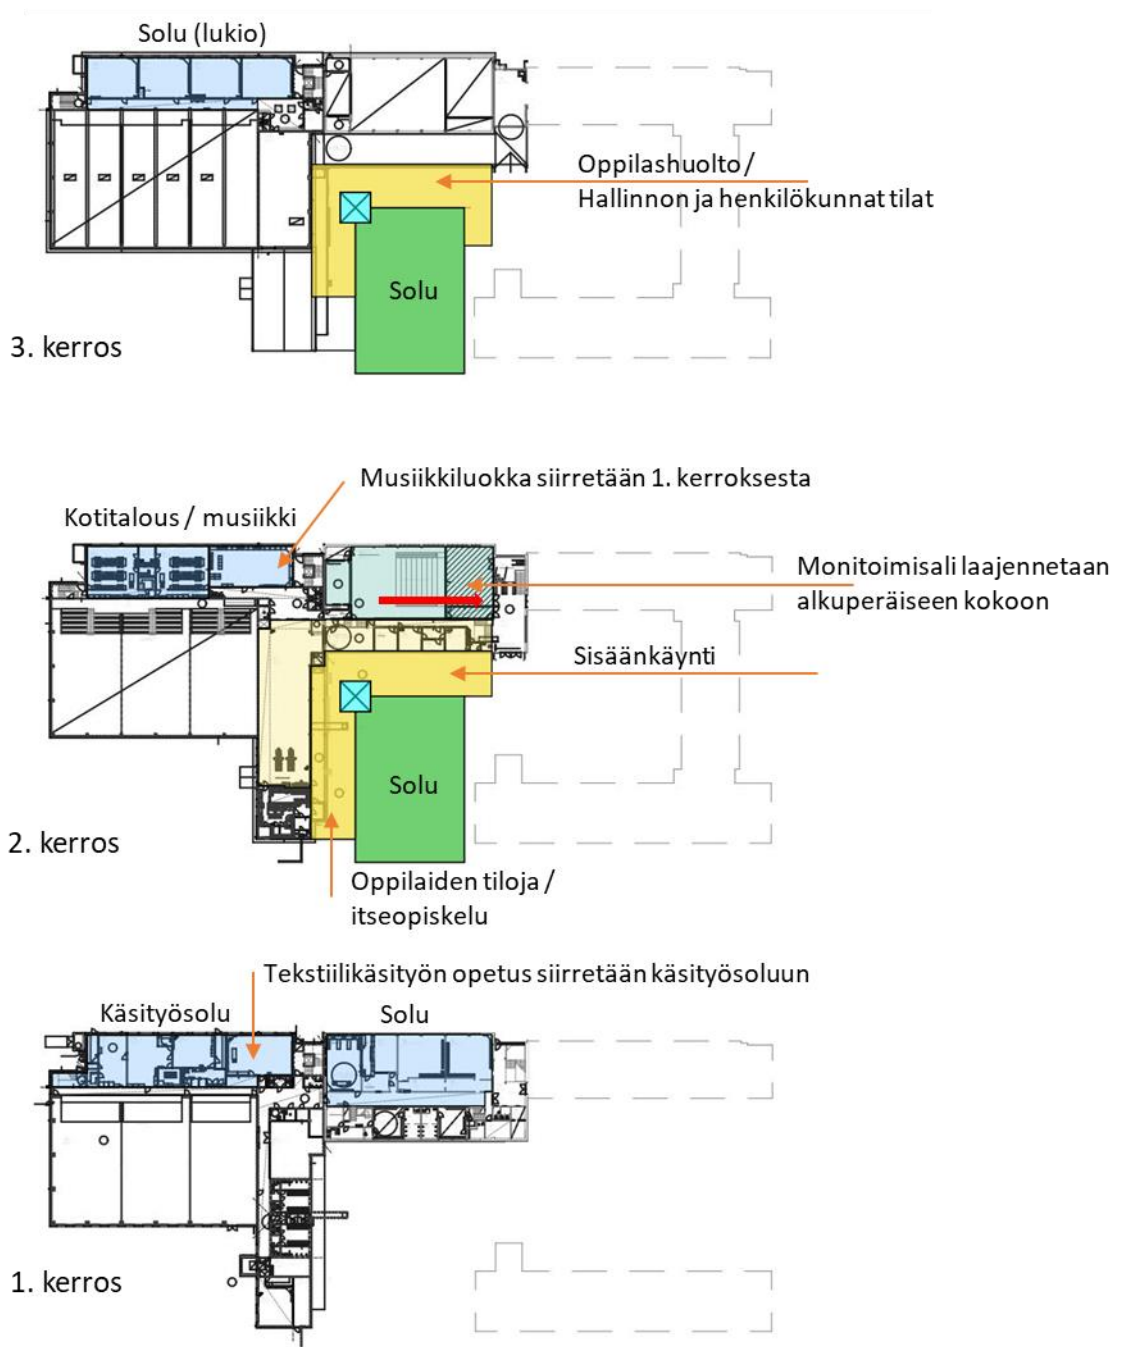 Solu (lukio)
Oppilashuolto /
Hallinnon ja henkilökunnat tilat
Solu
3. kerros
Musiikkiluokka siirretään 1. kerroksesta
Kotitalous / musiikki
Monitoimisali laajennetaan
alkuperäiseen kokoon
Sisäänkäynti
Solu
2. kerros
Oppilaiden tiloja /
itseopiskelu
Tekstiilikäsityön opetus siirretään käsityösoluun
Käsityösolu
Solu
1. kerros